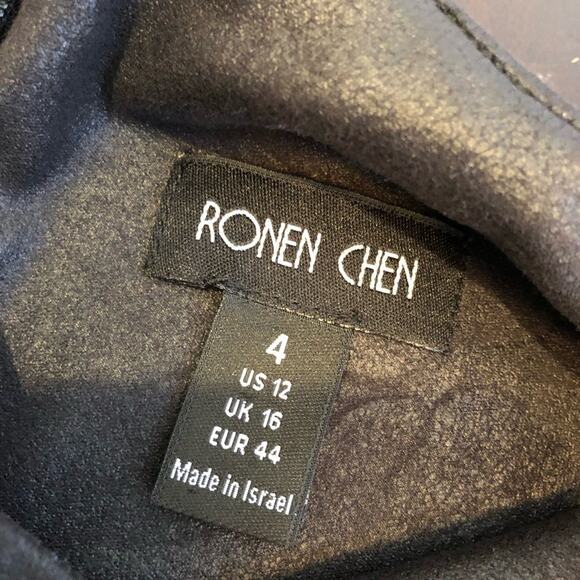 RONEN CHEN
4
US 12
UK 16
EUR 44
Made in Israel